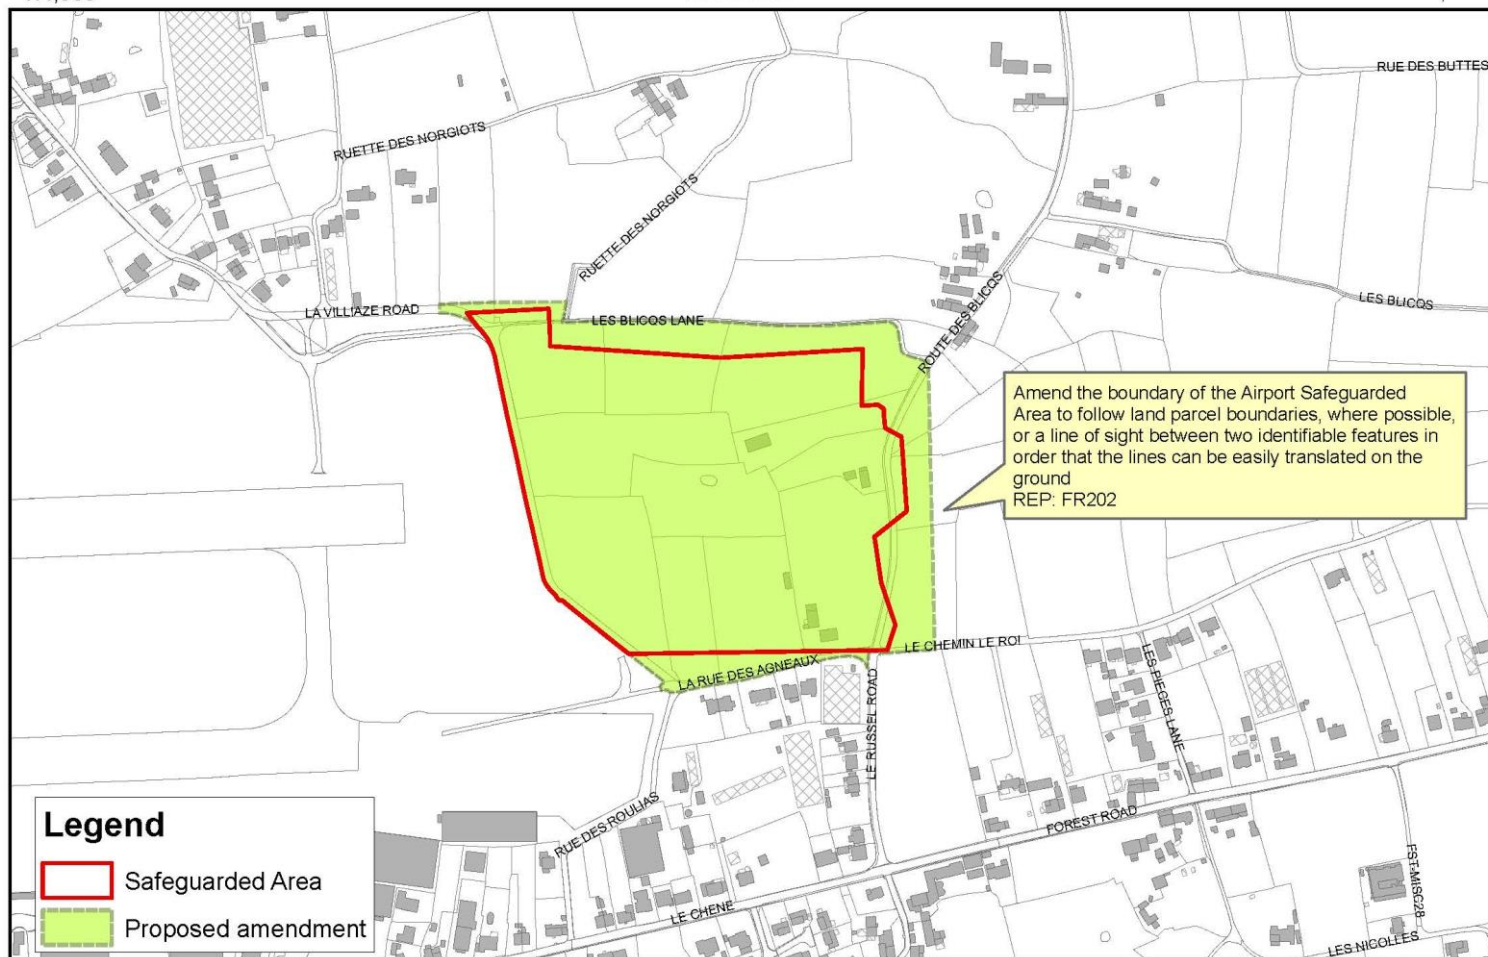 RUE DES BUTTES
RUETTE DES NORGIOTS
RUETTE DES NORGIOTS
LA VILLIAZE ROAD
LES BLICQS LANE
ROUTE DES BLICQS
LES BLICQS
Amend the boundary of the Airport Safeguarded
Area to follow land parcel boundaries, where possible,
or a line of sight between two identifiable features in
order that the lines can be easily translated on the
ground
REP: FR202
LE CHEMIN LE ROI
LA RUE DES AGNEAUX
LE RUSSEL ROAD
LES PIECES LANE
RUE DES ROULIAS
FOREST ROAD
LE CHENE
FST-MISC28
LES NICOLLES
Legend
Safeguarded Area
Proposed amendment